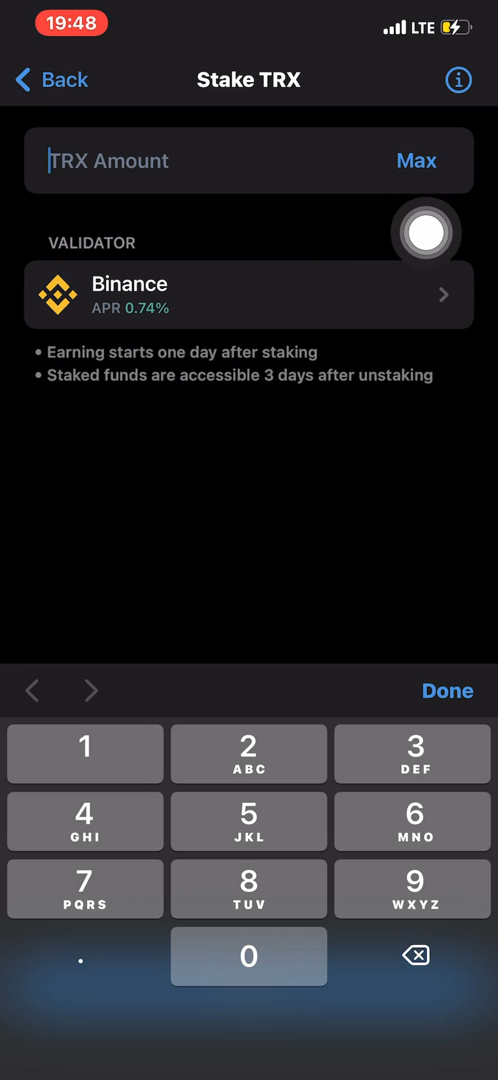 19:48
LTE
Back
Stake TRX
TRX Amount
Max
VALIDATOR
Binance
APR 0.74%
• Earning starts one day after staking
• Staked funds are accessible 3 days after unstaking
Done
1
2
ABC
3
DEF
4
GHI
5
JKL
6
MNO
7
PQRS
8
TUV
9
WXYZ
.
0